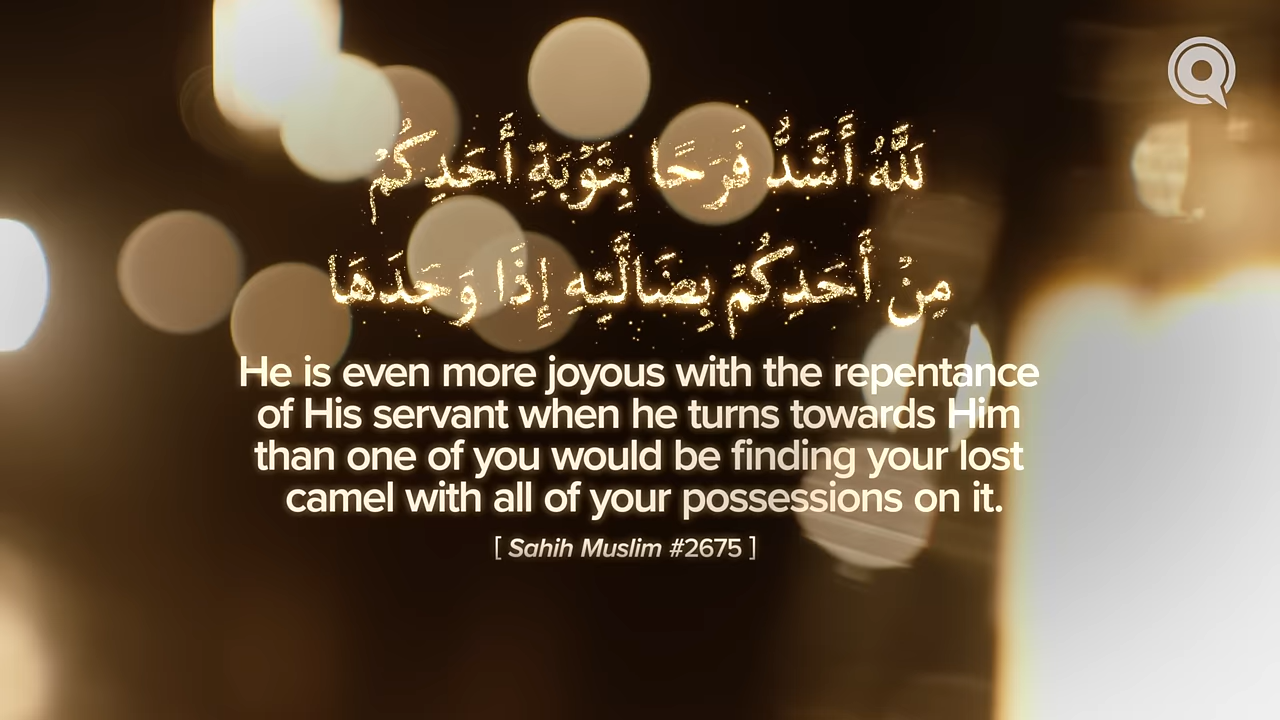 لَلَّهُ أَشَدُّ فَرَحًا بِتَوْبَةِ أَحَدِكُمْ
مِنْ أَحَدِكُمْ بِضَالَّتِهِ إِذَا وَجَدَهَا
He is even more joyous with the repentance
of His servant when he turns towards Him
than one of you would be finding your lost
camel with all of your possessions on it.
[ Sahih Muslim #2675 ]